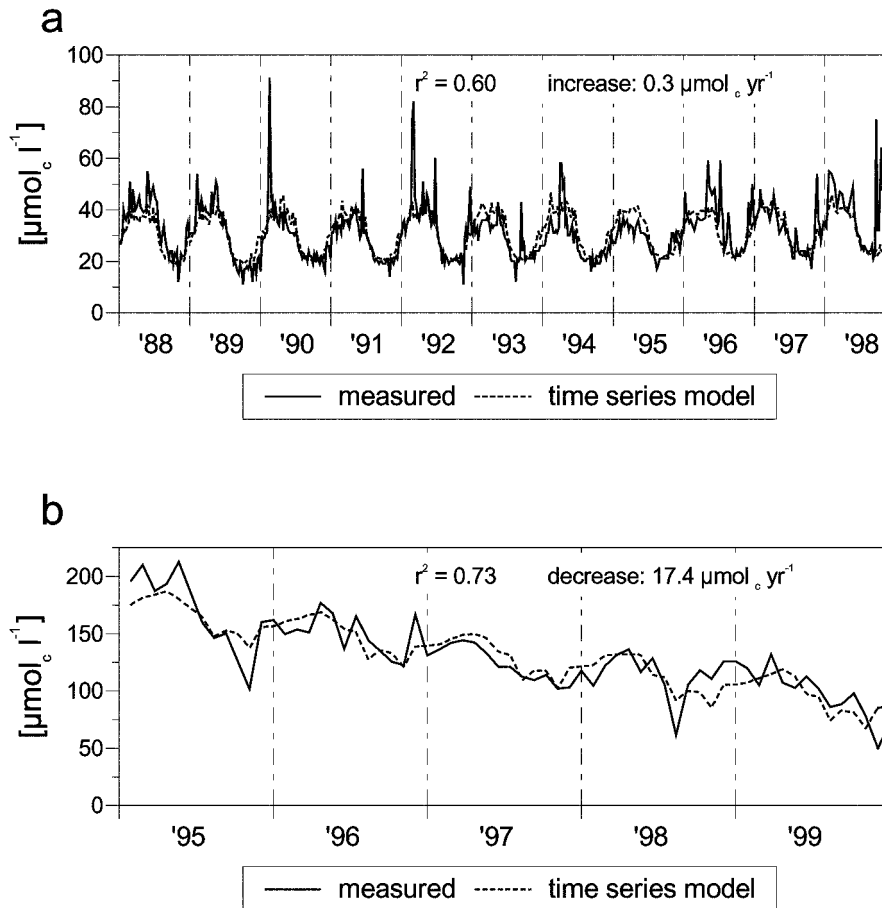 a
r² = 0.60 increase: 0.3 µmol c yr⁻¹
[µmolc l⁻¹]
100
80
60
40
20
0
'88 '89 '90 '91 '92 '93 '94 '95 '96 '97 '98
measured time series model
b
r² = 0.73 decrease: 17.4 µmol c yr⁻¹
[µmolc l⁻¹]
200
150
100
50
0
'95 '96 '97 '98 '99
measured time series model